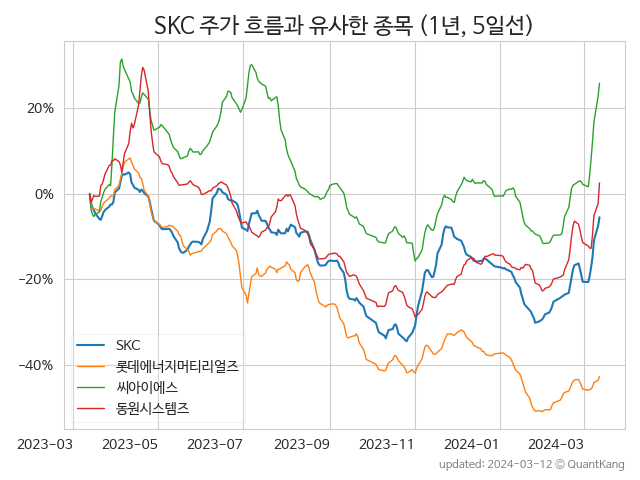 SKC 주가 흐름과 유사한 종목 (1년, 5일선)
20%
0%
−20%
−40%
SKC
롯데에너지머티리얼즈
씨아이에스
동원시스템즈
2023-03 2023-05 2023-07 2023-09 2023-11 2024-01 2024-03
updated: 2024-03-12 © QuantKang